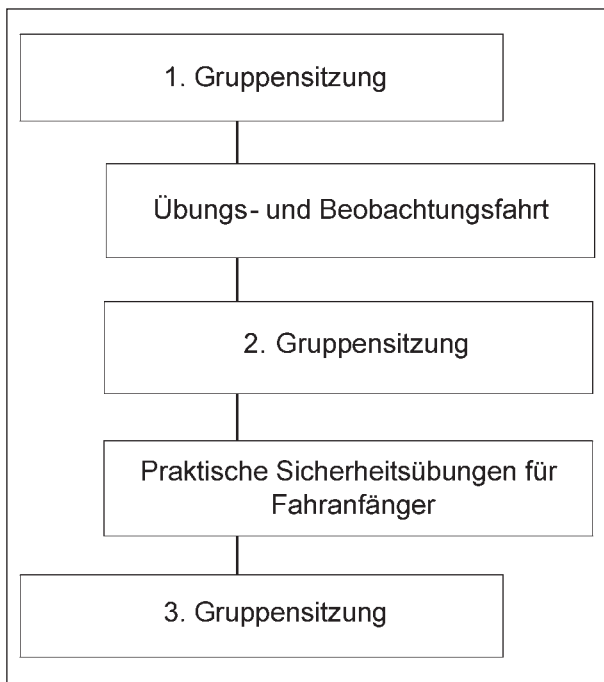 1. Gruppensitzung
Übungs- und Beobachtungsfahrt
2. Gruppensitzung
Praktische Sicherheitsübungen für
Fahranfänger
3. Gruppensitzung